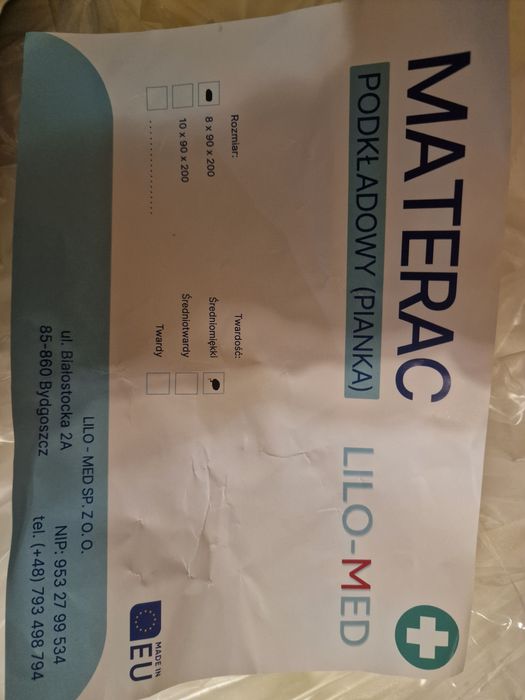 MATERAC
PODKŁADOWY (PIANKA)
LILO-MED
Rozmiar:
8 x 90 x 200
10 x 90 x 200
..................
Twardość:
Średniomiękki
Średniotwardy
Twardy
LILO - MED SP. Z O. O.
ul. Białostocka 2A
85-860 Bydgoszcz
NIP: 953 27 99 534
tel. (+48) 793 498 794
MADE IN
EU